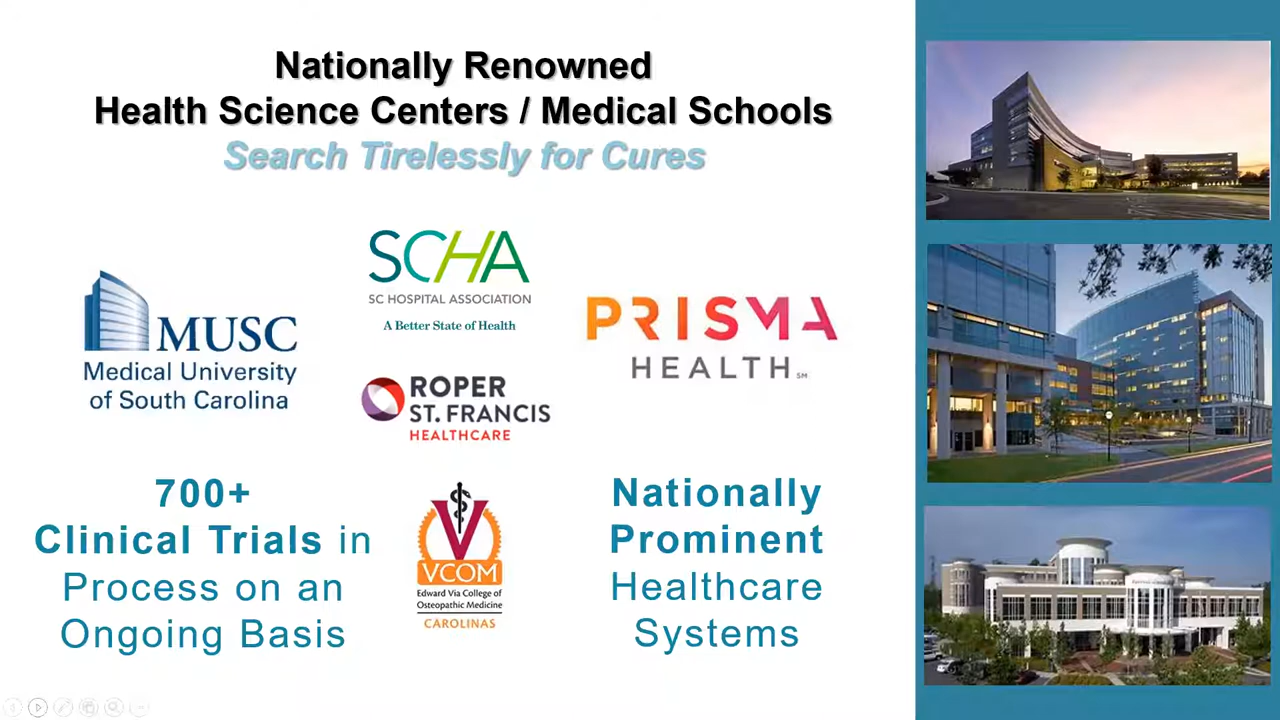 Nationally Renowned
Health Science Centers / Medical Schools
Search Tirelessly for Cures
SCHA
SC HOSPITAL ASSOCIATION
A Better State of Health
MUSC
Medical University
of South Carolina
PRISMA
HEALTH SM
ROPER
ST. FRANCIS
HEALTHCARE
700+
Clinical Trials in
Process on an
Ongoing Basis
VCOM
Edward Via College of
Osteopathic Medicine
CAROLINAS
Nationally
Prominent
Healthcare
Systems